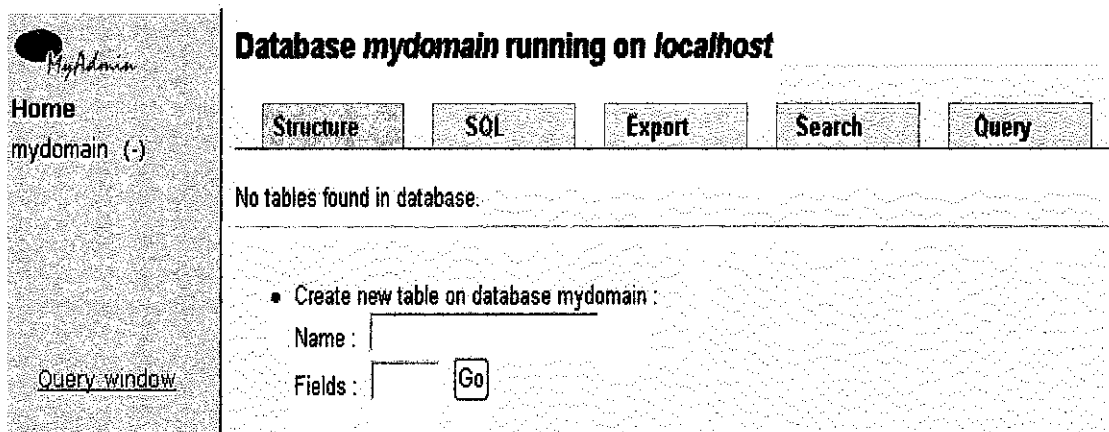 MyAdmin
Home
mydomain (-)
Query window
Database mydomain running on localhost
Structure SQL Export Search Query
No tables found in database.
• Create new table on database mydomain :
Name :
Fields : Go